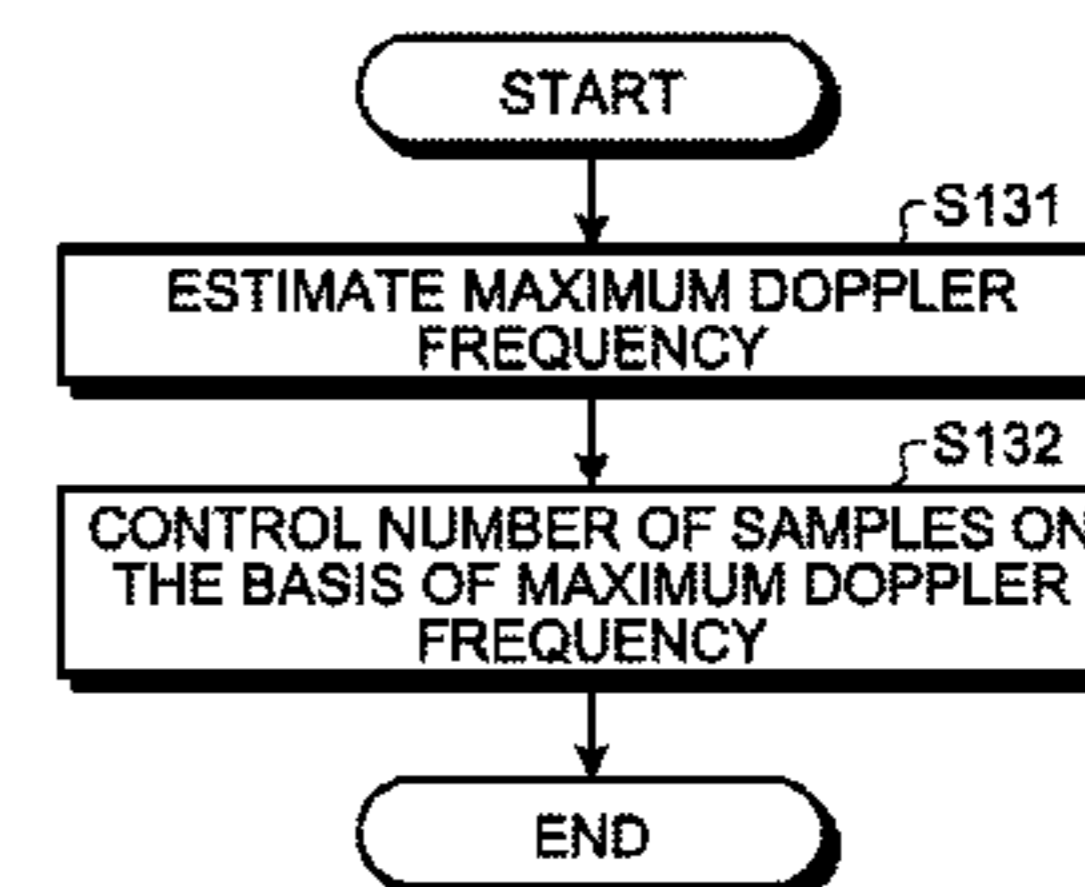 START
S131
ESTIMATE MAXIMUM DOPPLER
FREQUENCY
S132
CONTROL NUMBER OF SAMPLES ON
THE BASIS OF MAXIMUM DOPPLER
FREQUENCY
END